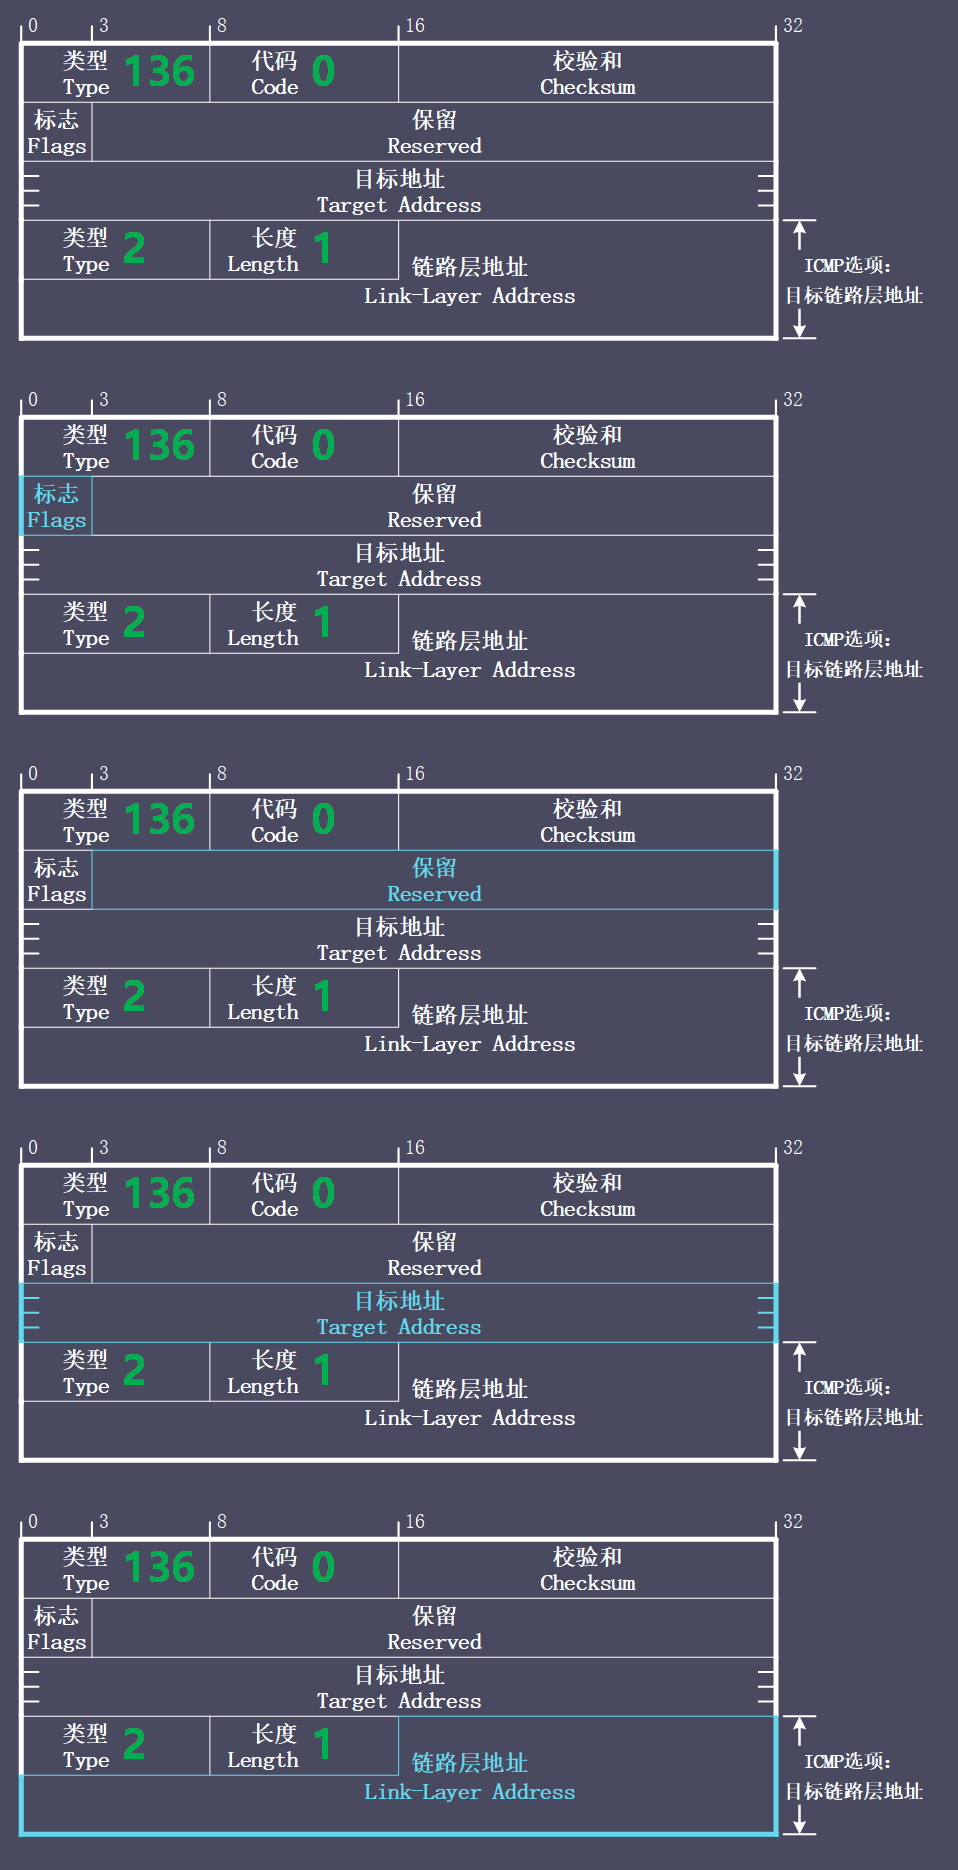 0 3 8 16 32
类型 136 代码 0 校验和
Type Code Checksum
标志 保留
Flags Reserved
目标地址
Target Address
类型 2 长度 1 链路层地址
Type Length
Link-Layer Address
ICMP选项:
目标链路层地址
0 3 8 16 32
类型 136 代码 0 校验和
Type Code Checksum
标志 保留
Flags Reserved
目标地址
Target Address
类型 2 长度 1 链路层地址
Type Length
Link-Layer Address
ICMP选项:
目标链路层地址
0 3 8 16 32
类型 136 代码 0 校验和
Type Code Checksum
标志 保留
Flags Reserved
目标地址
Target Address
类型 2 长度 1 链路层地址
Type Length
Link-Layer Address
ICMP选项:
目标链路层地址
0 3 8 16 32
类型 136 代码 0 校验和
Type Code Checksum
标志 保留
Flags Reserved
目标地址
Target Address
类型 2 长度 1 链路层地址
Type Length
Link-Layer Address
ICMP选项:
目标链路层地址
0 3 8 16 32
类型 136 代码 0 校验和
Type Code Checksum
标志 保留
Flags Reserved
目标地址
Target Address
类型 2 长度 1 链路层地址
Type Length
Link-Layer Address
ICMP选项:
目标链路层地址